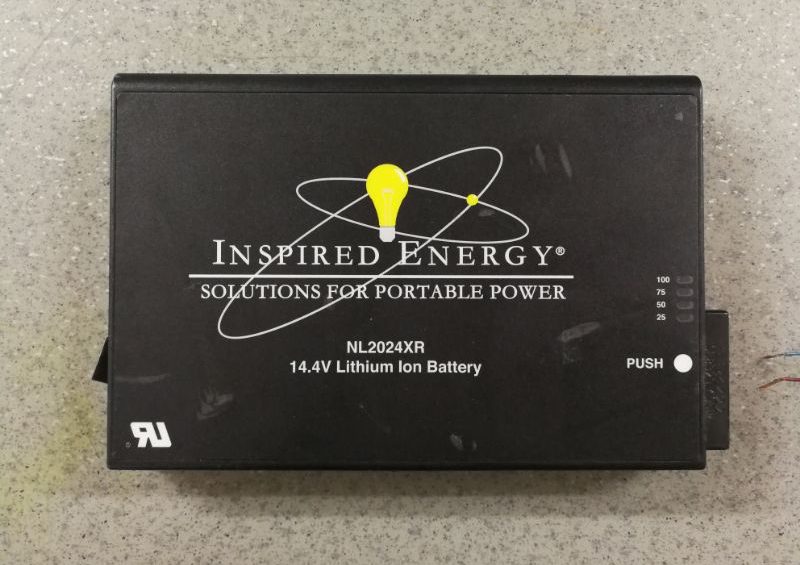 INSPIRED ENERGY®
SOLUTIONS FOR PORTABLE POWER
100
75
50
25
NL2024XR
14.4V Lithium Ion Battery
PUSH